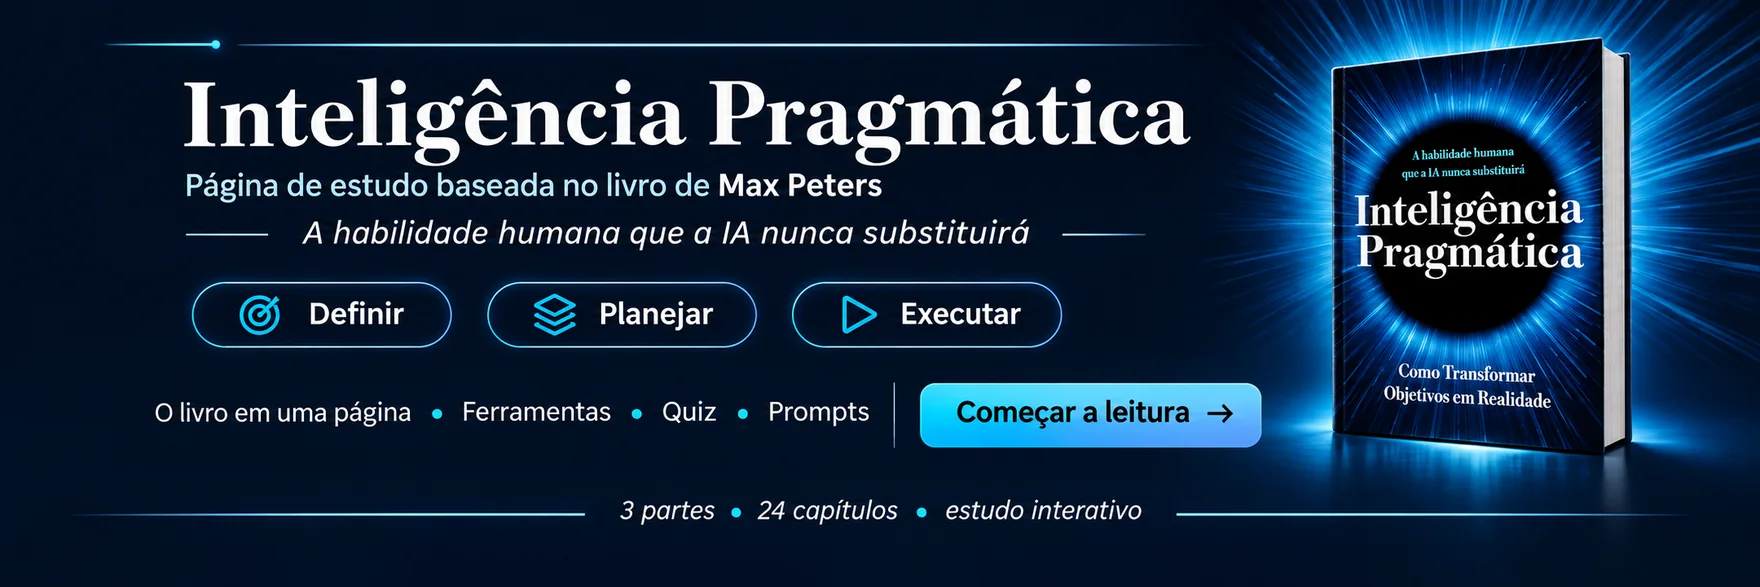 Inteligência Pragmática
Página de estudo baseada no livro de Max Peters
A habilidade humana que a IA nunca substituirá
Definir
Planejar
Executar
O livro em uma página • Ferramentas • Quiz • Prompts
Começar a leitura →
3 partes • 24 capítulos • estudo interativo
A habilidade humana
que a IA nunca substituirá
Inteligência
Pragmática
Como Transformar
Objetivos em Realidade